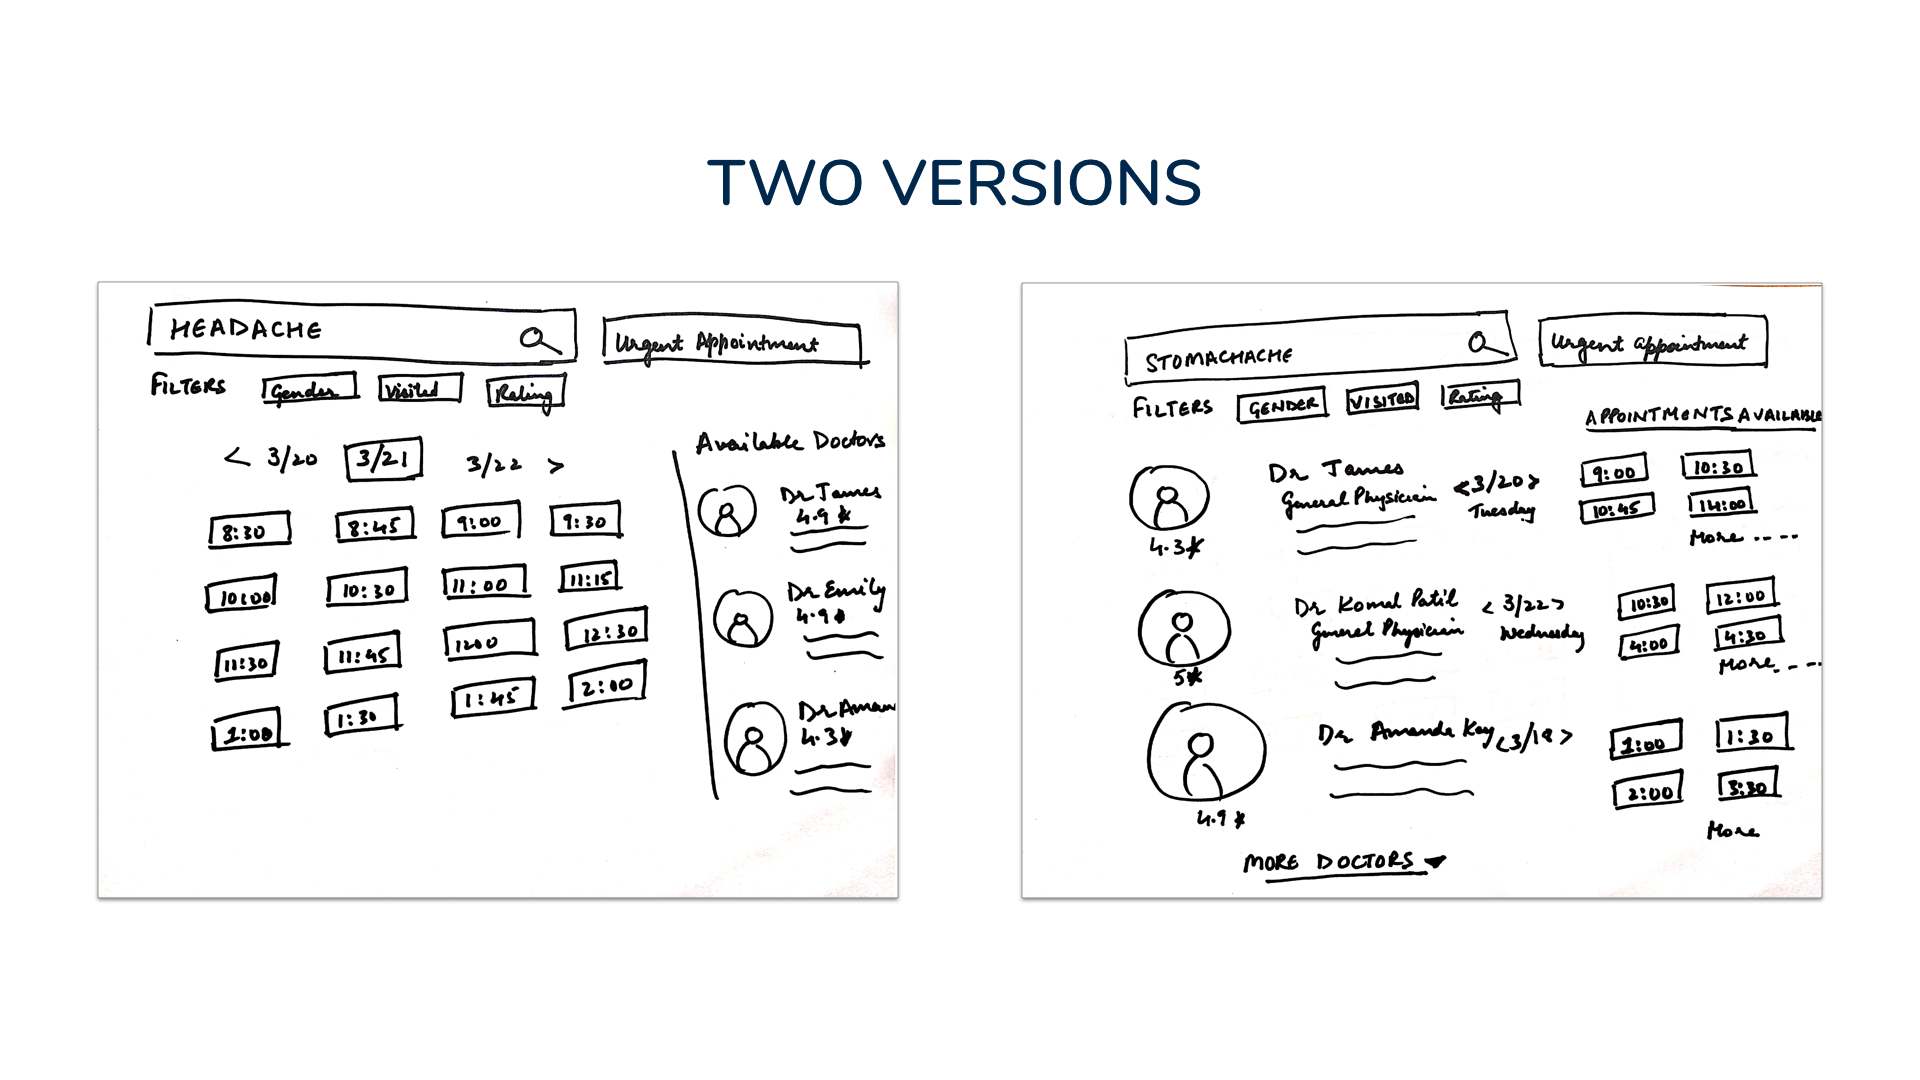 TWO VERSIONS
HEADACHE
Urgent Appointment
FILTERS Gender Visited Rating
< 3/20 3/21 3/22 >
8:30 8:45 9:00 9:30
10:00 10:30 11:00 11:15
11:30 11:45 1200 12:30
1:00 1:30 1:45 2:00
Available Doctors
Dr James
4.9 *
Dr Emily
4.9 *
Dr Aman
4.3 *
STOMACHACHE
Urgent appointment
FILTERS GENDER VISITED Rating
APPOINTMENTS AVAILABLE
Dr James
General Physician
4.3 *
<3/20>
Tuesday
9:00 10:30
10:45 14:00
More ....
Dr Komal Patil
General Physician
5 *
< 3/22 >
Wednesday
10:30 12:00
4:00 4:30
More - - -
Dr Amanda Kay
4.9 *
<3/18 >
1:00 1:30
2:00 3:30
More
MORE DOCTORS